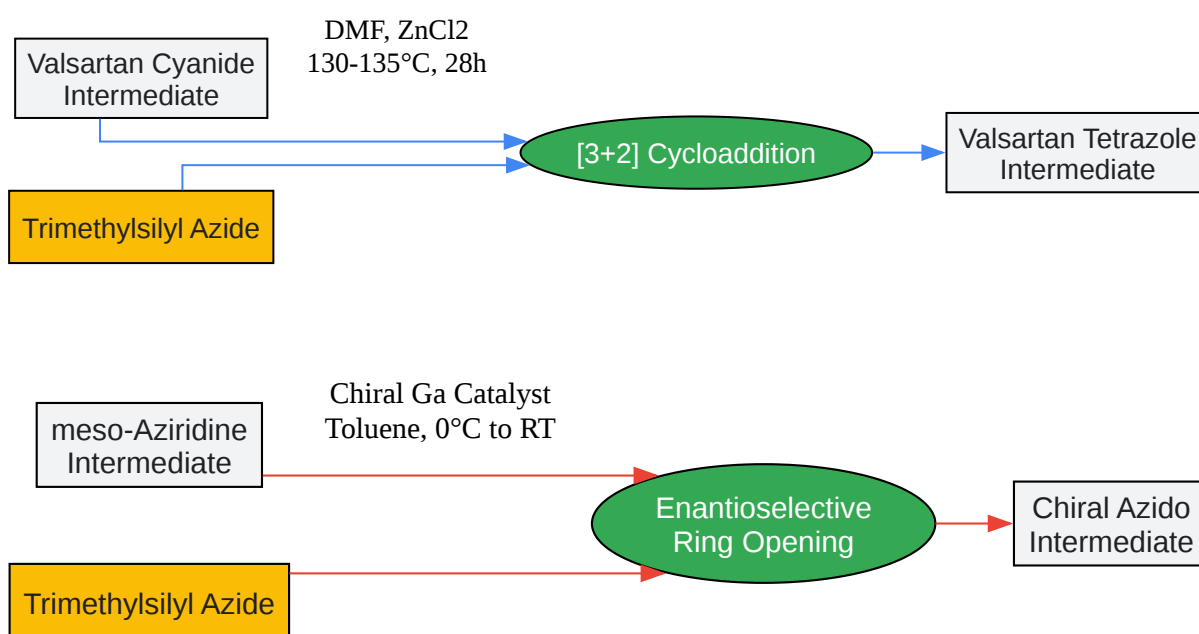 DMF, ZnCl2
130-135°C, 28h
Valsartan Cyanide
Intermediate
[3+2] Cycloaddition
Valsartan Tetrazole
Intermediate
Trimethylsilyl Azide
Chiral Ga Catalyst
Toluene, 0°C to RT
meso-Aziridine
Intermediate
Enantioselective
Ring Opening
Chiral Azido
Intermediate
Trimethylsilyl Azide